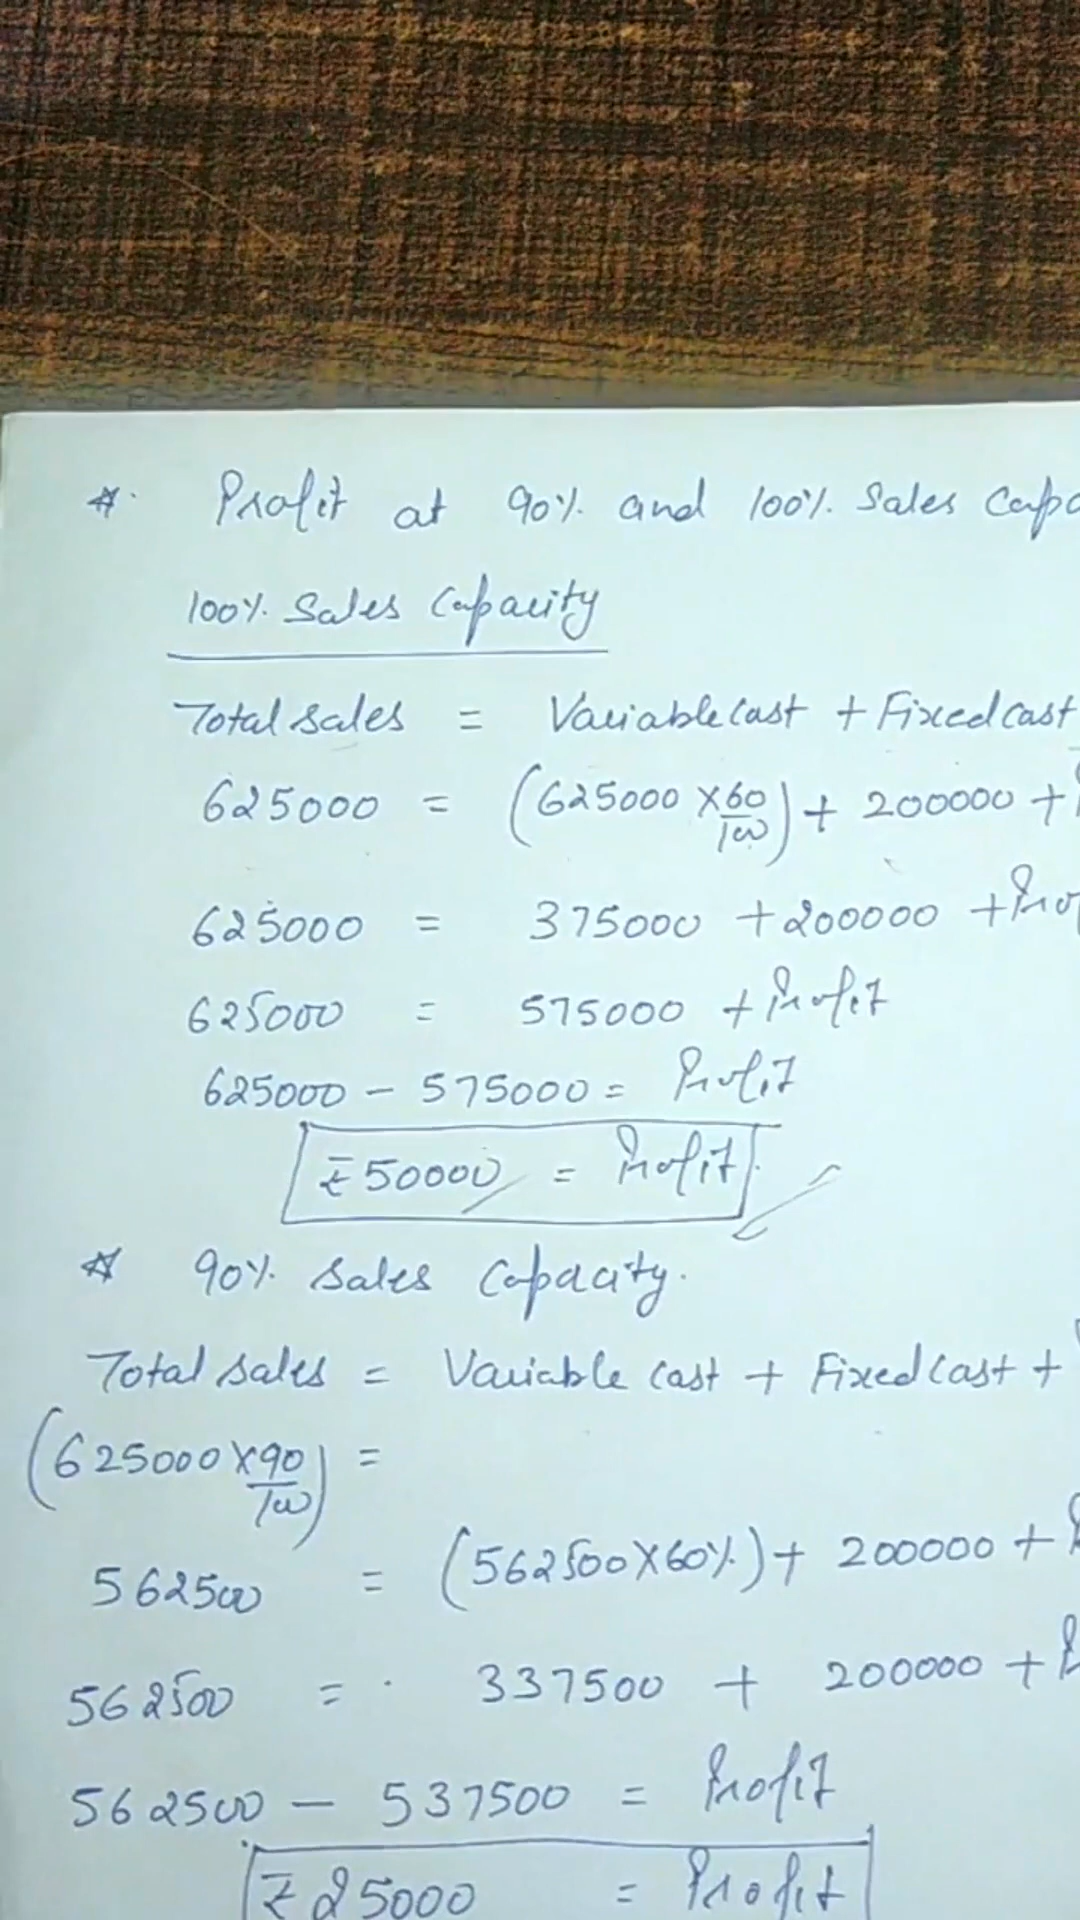 * Profit at 90% and 100% Sales Capa
100% Sales Capacity
Total sales = Variable Cost + Fixed Cost
625000 = (625000 × 60/100) + 200000 +
625000 = 375000 + 200000 + Prof
625000 = 575000 + Profit
625000 - 575000 = Profit
₹50000 = Profit
* 90% Sales Capacity.
Total Sales = Variable Cost + Fixed Cost +
(625000 × 90/100) =
562500 = (562500 × 60%) + 200000 +
562500 = 337500 + 200000 + P
562500 - 537500 = Profit
₹25000 = Profit